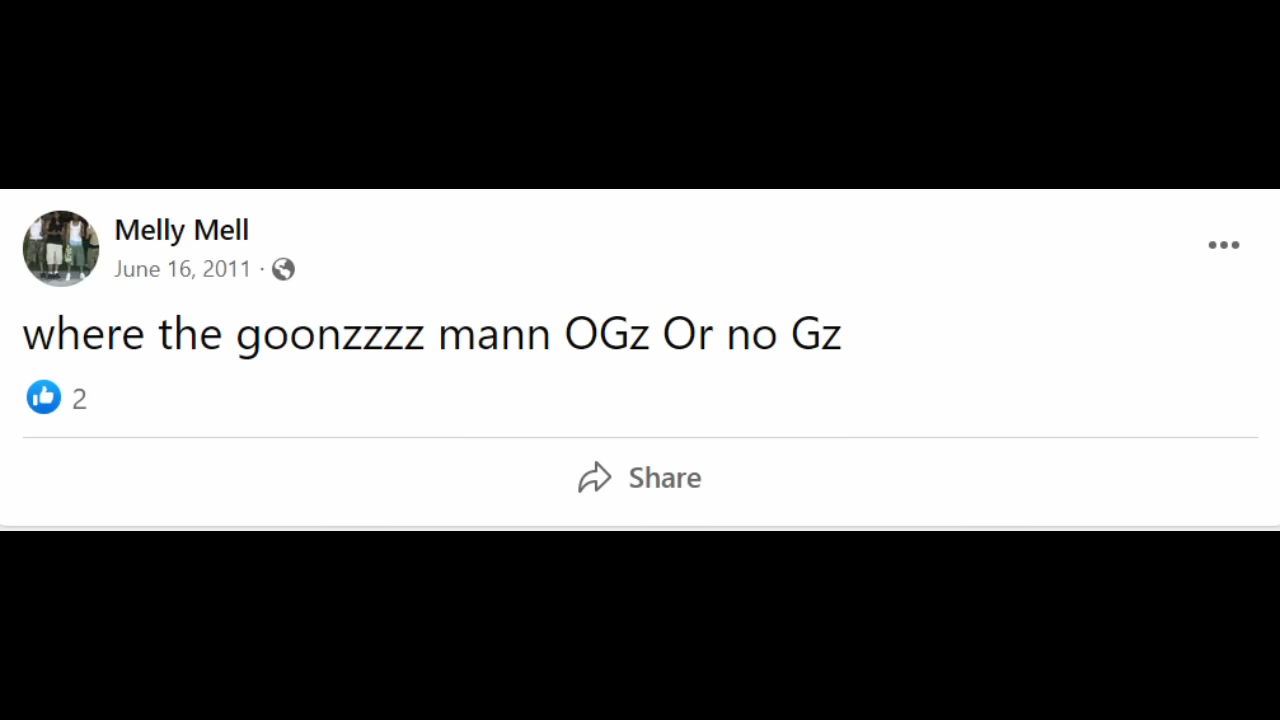 Melly Mell
June 16, 2011 ·
where the goonzzzz mann OGz Or no Gz
2
Share